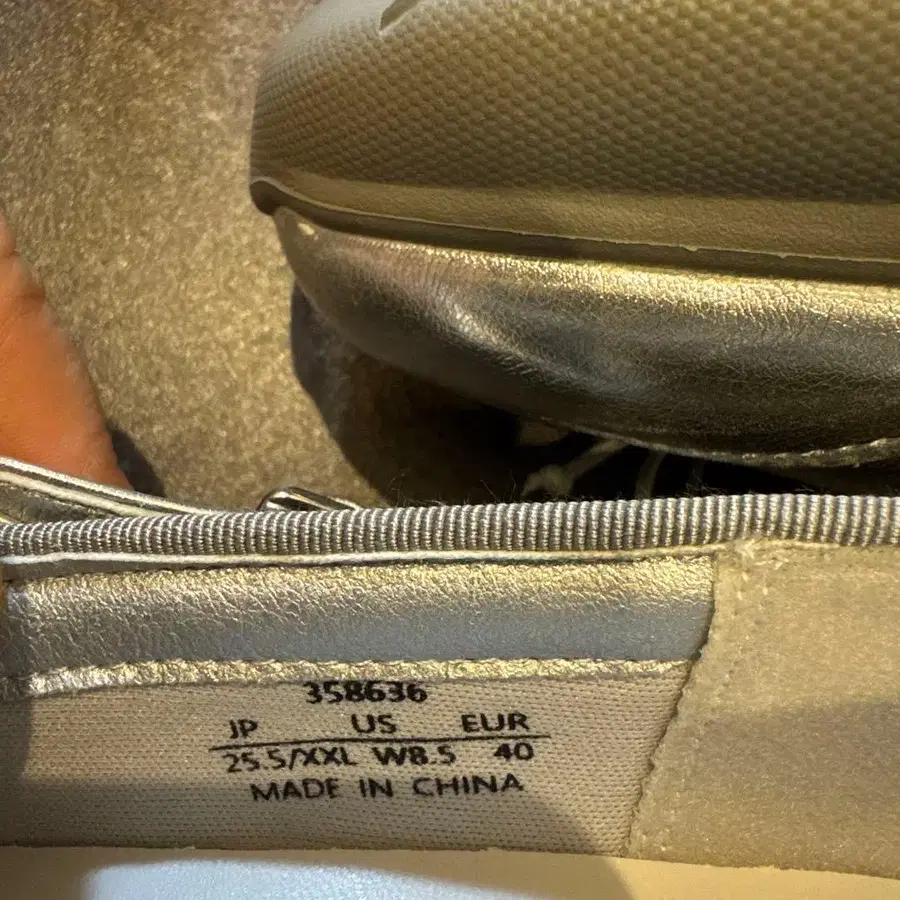 358636
JP US EUR
25.5/XXL W8.5 40
MADE IN CHINA